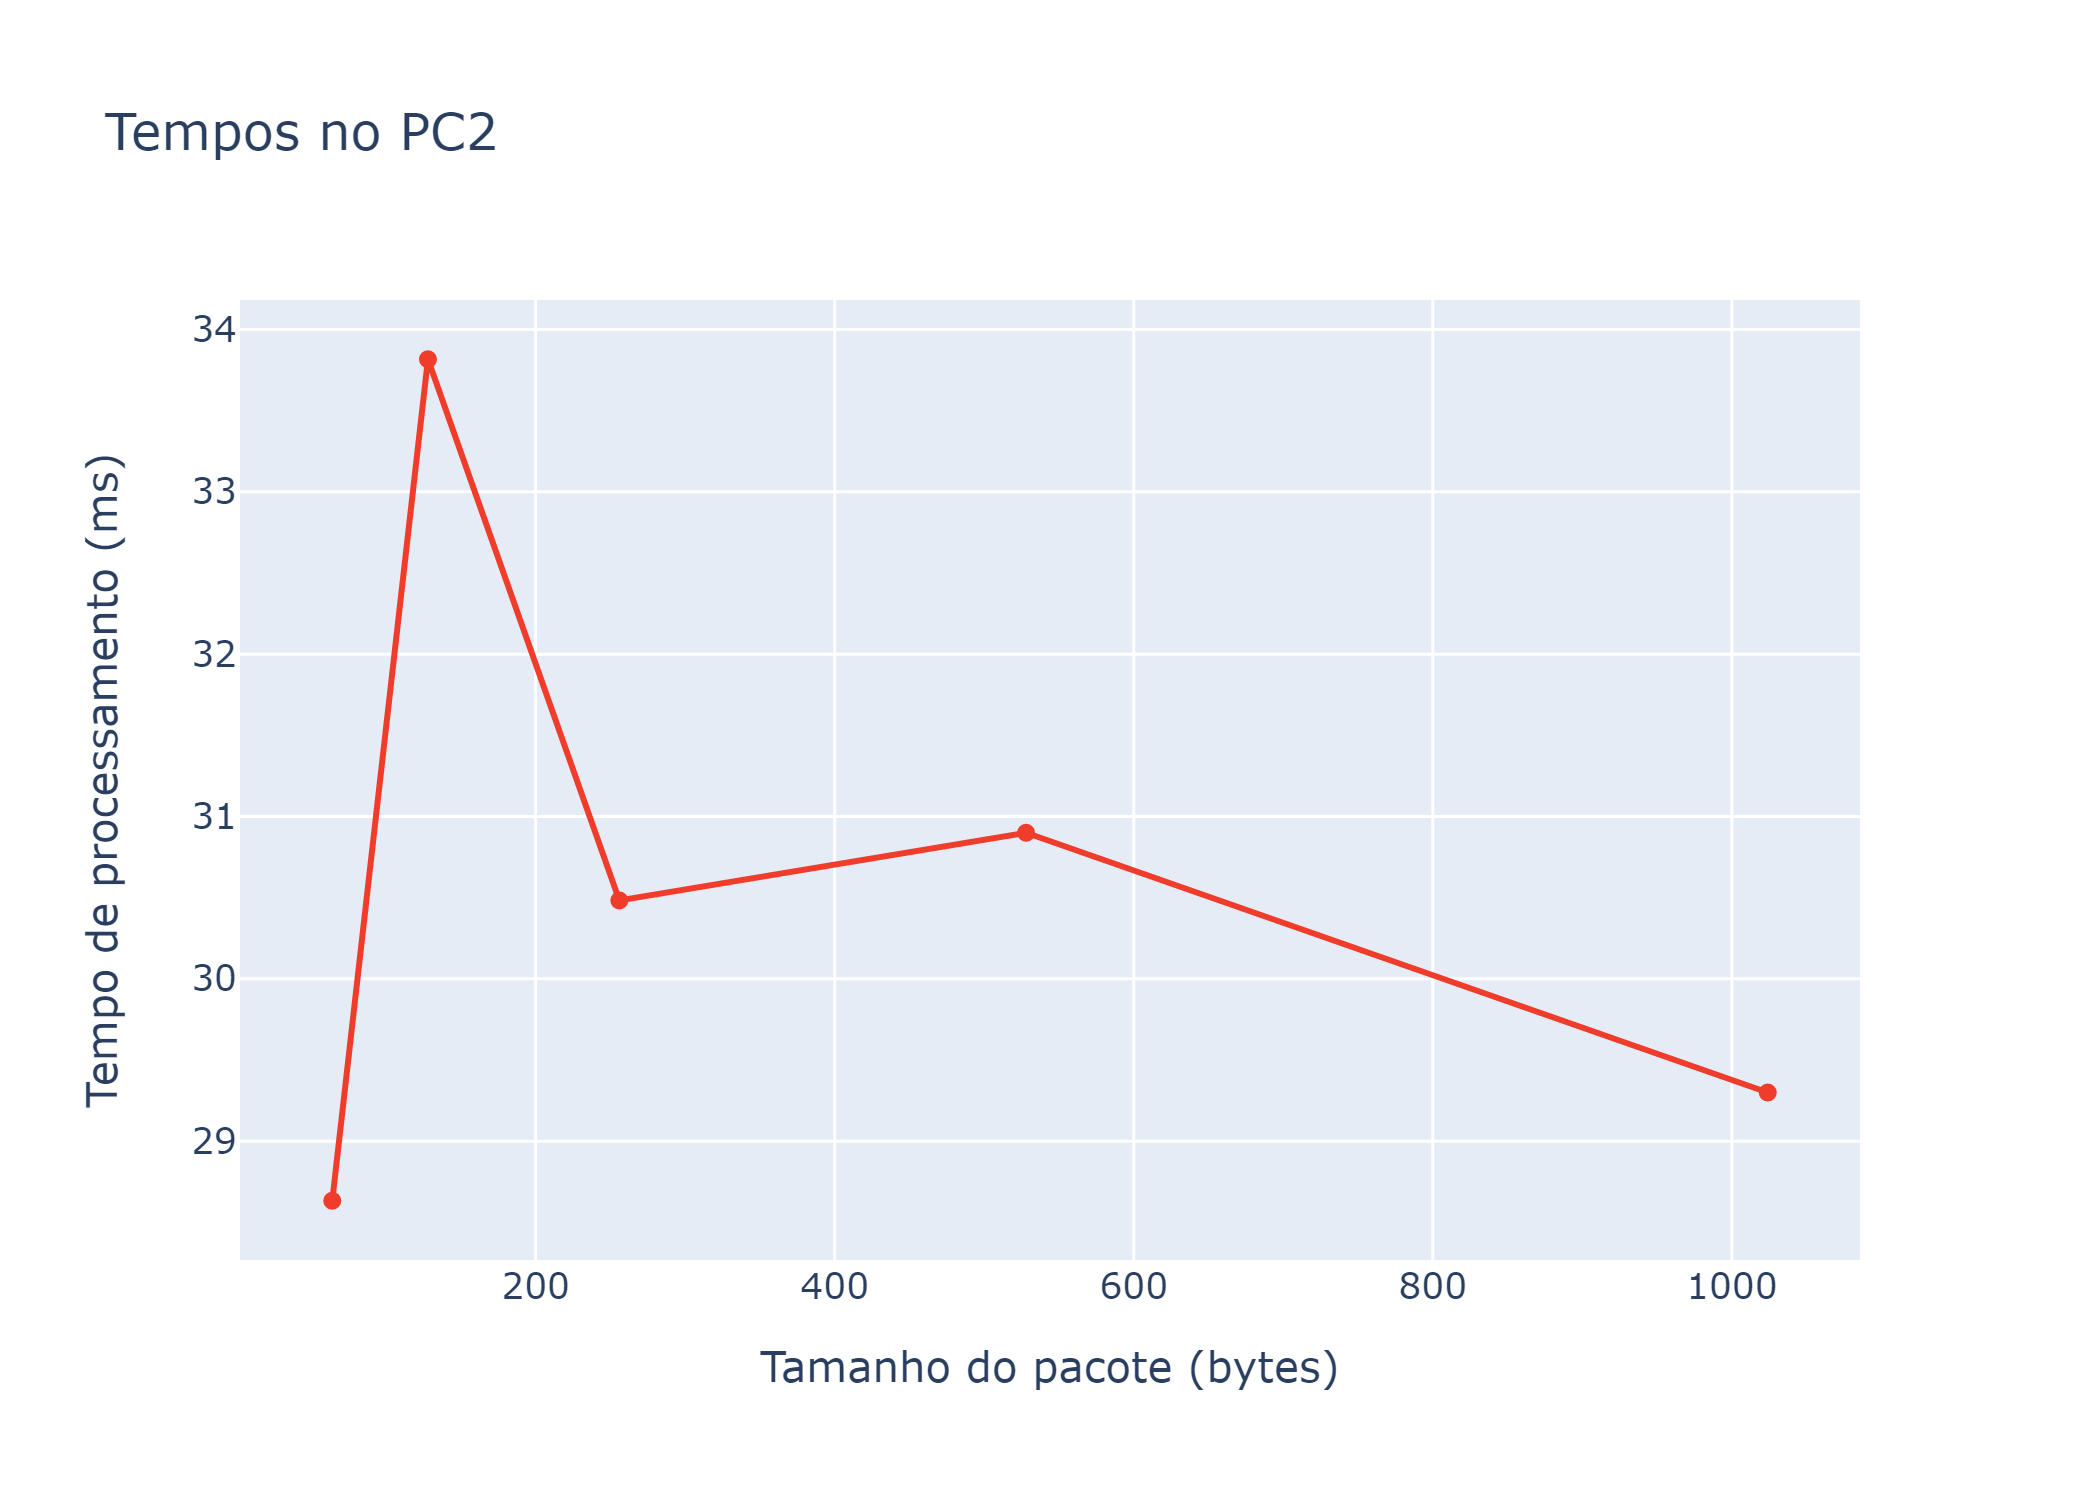 Tempos no PC2
Tempo de processamento (ms)
34
33
32
31
30
29
200 400 600 800 1000
Tamanho do pacote (bytes)